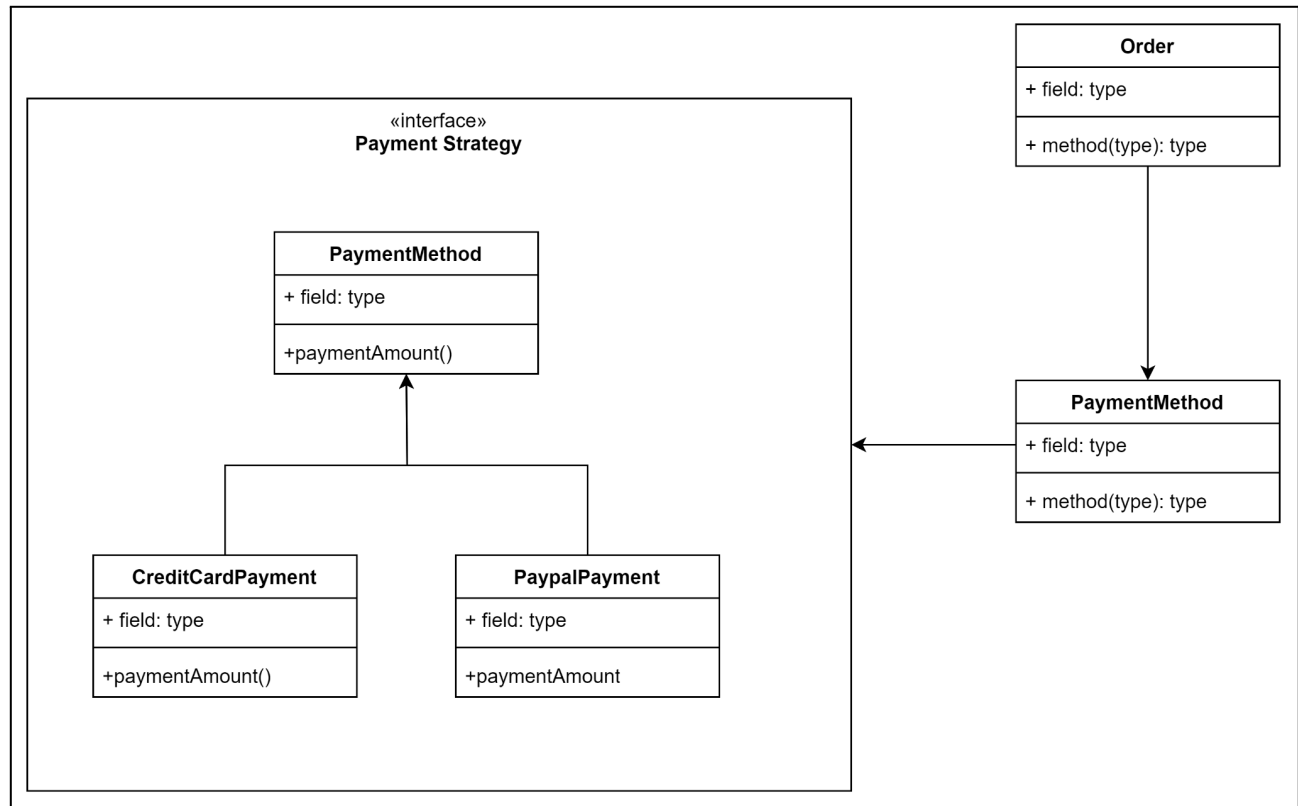 Order
+ field: type
+ method(type): type
«interface»
Payment Strategy
PaymentMethod
+ field: type
+paymentAmount()
PaymentMethod
+ field: type
+ method(type): type
CreditCardPayment
+ field: type
+paymentAmount()
PaypalPayment
+ field: type
+paymentAmount